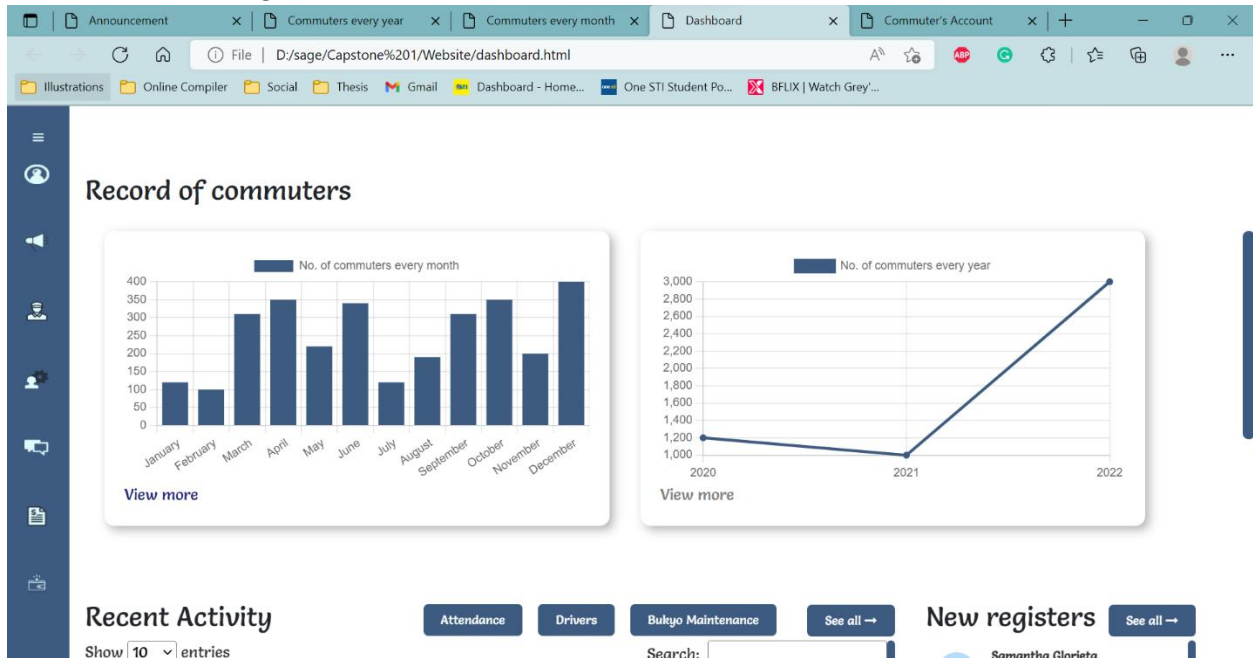 Announcement
Commuters every year
Commuters every month
Dashboard
Commuter's Account
File
D:/sage/Capstone%201/Website/dashboard.html
ABP
Illustrations
Online Compiler
Social
Thesis
Gmail
Dashboard - Home...
One STI Student Po...
BFLIX | Watch Grey'...
Record of commuters
No. of commuters every month
400
350
300
250
200
150
100
50
0
January
February
March
April
May
June
July
August
September
October
November
December
View more
No. of commuters every year
3,000
2,800
2,600
2,400
2,200
2,000
1,800
1,600
1,400
1,200
1,000
2020
2021
2022
View more
Recent Activity
Attendance
Drivers
Bukyo Maintenance
See all →
New registers
See all →
Show 10 entries
Search:
Samantha Glorieta